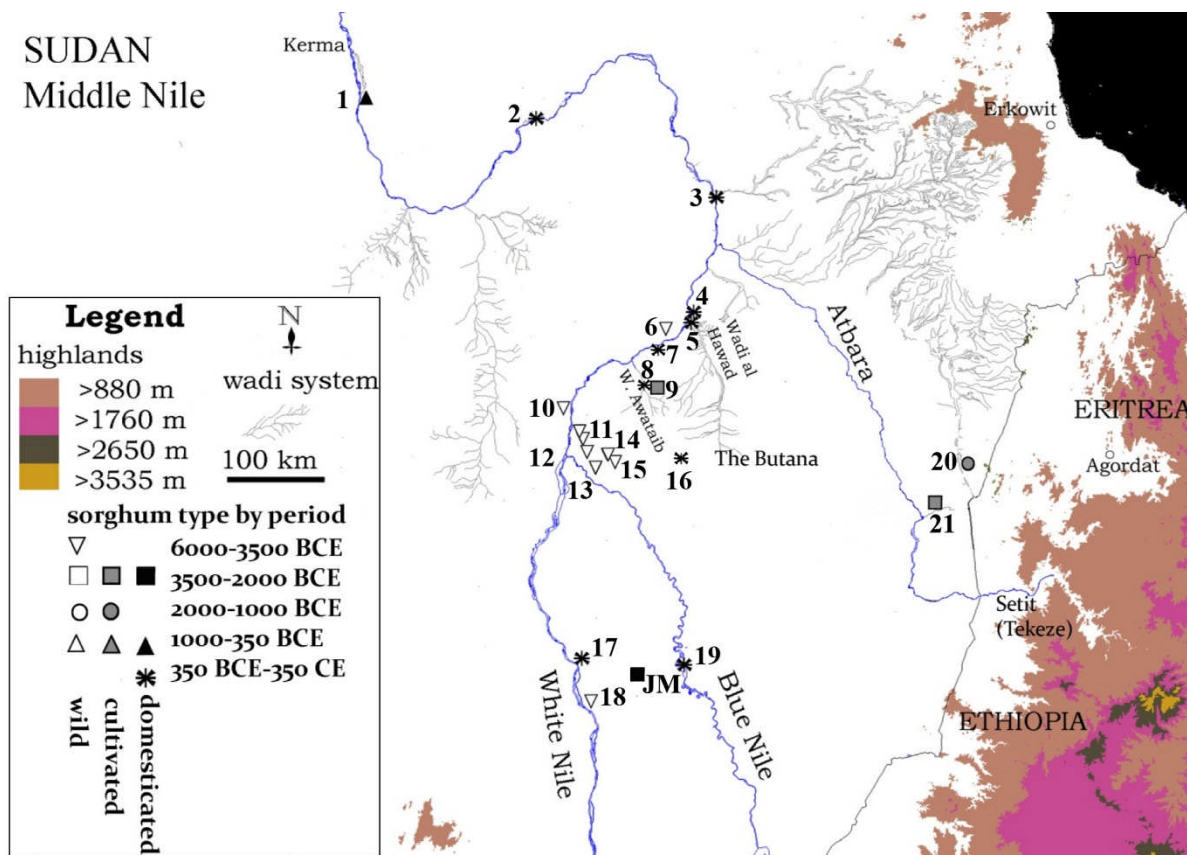 SUDAN
Middle Nile
Kerma
1
2
3
Erkowit
4
5
6
7
8
9
Wadi al
Hawad
W. Awataib
Atbara
10
11
12
13
14
15
16
The Butana
ERITREA
Agordat
20
21
Setit
(Tekeze)
17
18
JM
19
White Nile
Blue Nile
ETHIOPIA
Legend
highlands
N
>880 m
>1760 m
>2650 m
>3535 m
wadi system
100 km
sorghum type by period
6000-3500 BCE
3500-2000 BCE
2000-1000 BCE
1000-350 BCE
350 BCE-350 CE
wild
cultivated
domesticated